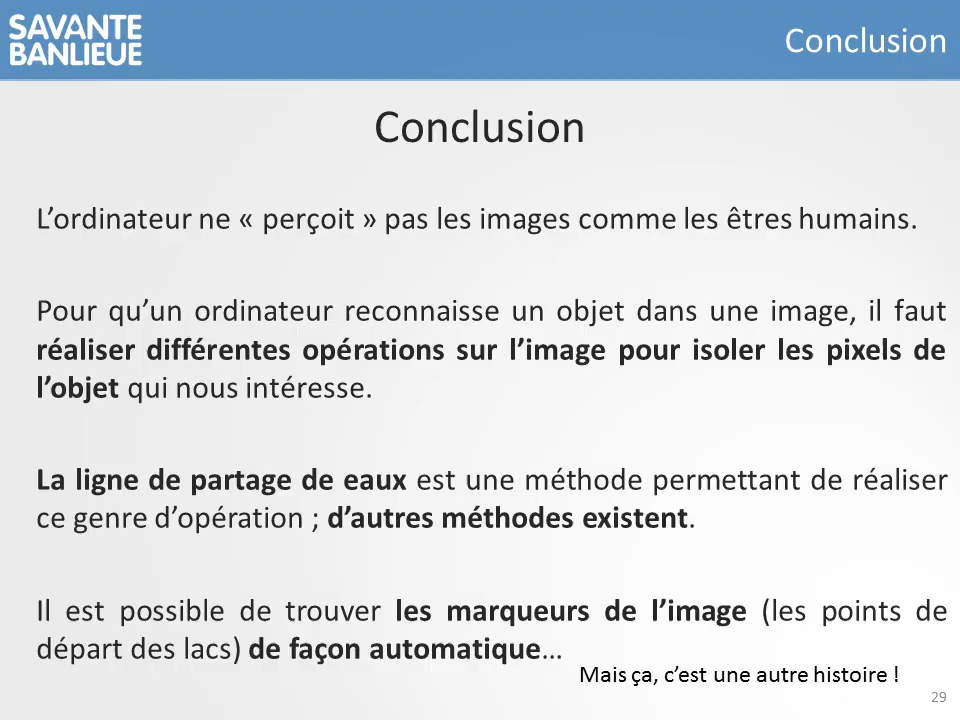 SAVANTE
BANLIEUE
Conclusion
Conclusion
L’ordinateur ne « perçoit » pas les images comme les êtres humains.
Pour qu’un ordinateur reconnaisse un objet dans une image, il faut
réaliser différentes opérations sur l’image pour isoler les pixels de
l’objet qui nous intéresse.
La ligne de partage de eaux est une méthode permettant de réaliser
ce genre d’opération ; d’autres méthodes existent.
Il est possible de trouver les marqueurs de l’image (les points de
départ des lacs) de façon automatique…
Mais ça, c’est une autre histoire !
29